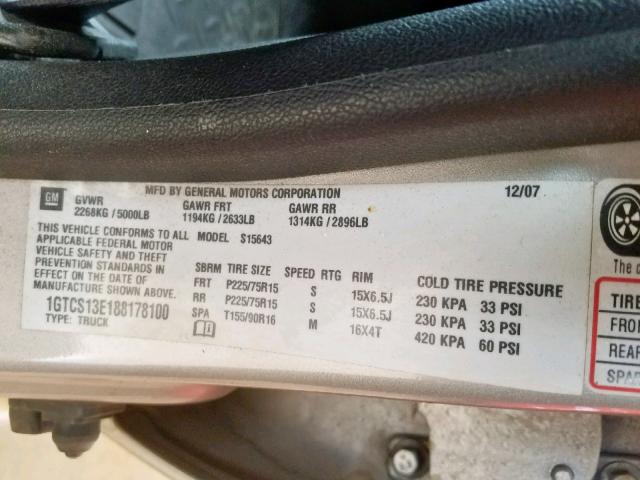 MFD BY GENERAL MOTORS CORPORATION 12/07
GM
GVWR GAWR FRT GAWR RR
2268KG / 5000LB 1194KG / 2633LB 1314KG / 2896LB
THIS VEHICLE CONFORMS TO ALL MODEL S15643
APPLICABLE FEDERAL MOTOR
VEHICLE SAFETY AND THEFT
PREVENTION STANDARDS IN
EFFECT ON THE DATE OF
MANUFACTURE SHOWN ABOVE.
1GTCS13E188178100
TYPE: TRUCK
SBRM TIRE SIZE SPEED RTG RIM COLD TIRE PRESSURE
FRT P225/75R15 S 15X6.5J 230 KPA 33 PSI
RR P225/75R15 S 15X6.5J 230 KPA 33 PSI
SPA T155/90R16 M 16X4T 420 KPA 60 PSI
The c
TIRE
FRO
REAR
SPAR